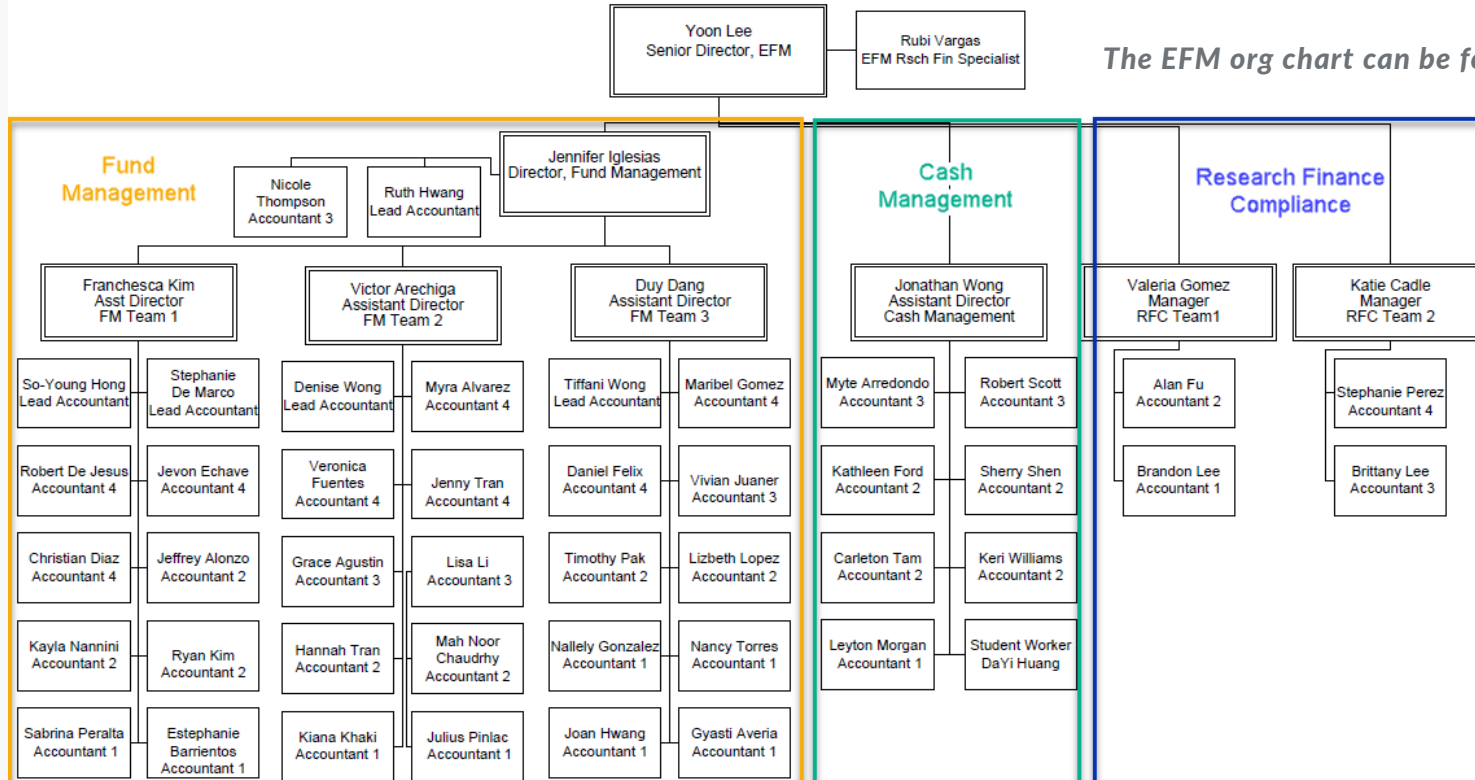 Yoon Lee
Senior Director, EFM
Rubi Vargas
EFM Rsch Fin Specialist
The EFM org chart can be
Fund
Management
Nicole
Thompson
Accountant 3
Ruth Hwang
Lead Accountant
Jennifer Iglesias
Director, Fund Management
Cash
Management
Research Finance
Compliance
Franchesca Kim
Asst Director
FM Team 1
Victor Arechiga
Assistant Director
FM Team 2
Duy Dang
Assistant Director
FM Team 3
Jonathan Wong
Assistant Director
Cash Management
Valeria Gomez
Manager
RFC Team1
Katie Cadle
Manager
RFC Team 2
So-Young Hong
Lead Accountant
Stephanie
De Marco
Lead Accountant
Denise Wong
Lead Accountant
Myra Alvarez
Accountant 4
Tiffani Wong
Lead Accountant
Maribel Gomez
Accountant 4
Myte Arredondo
Accountant 3
Robert Scott
Accountant 3
Alan Fu
Accountant 2
Stephanie Perez
Accountant 4
Robert De Jesus
Accountant 4
Jevon Echave
Accountant 4
Veronica
Fuentes
Accountant 4
Jenny Tran
Accountant 4
Daniel Felix
Accountant 4
Vivian Juaner
Accountant 3
Kathleen Ford
Accountant 2
Sherry Shen
Accountant 2
Brandon Lee
Accountant 1
Brittany Lee
Accountant 3
Christian Diaz
Accountant 4
Jeffrey Alonzo
Accountant 2
Grace Agustin
Accountant 3
Lisa Li
Accountant 3
Timothy Pak
Accountant 2
Lizbeth Lopez
Accountant 2
Carleton Tam
Accountant 2
Keri Williams
Accountant 2
Kayla Nannini
Accountant 2
Ryan Kim
Accountant 2
Hannah Tran
Accountant 2
Mah Noor
Chaudrhy
Accountant 2
Nallely Gonzalez
Accountant 1
Nancy Torres
Accountant 1
Leyton Morgan
Accountant 1
Student Worker
DaYi Huang
Sabrina Peralta
Accountant 1
Estephanie
Barrientos
Accountant 1
Kiana Khaki
Accountant 1
Julius Pinlac
Accountant 1
Joan Hwang
Accountant 1
Gyasti Averia
Accountant 1